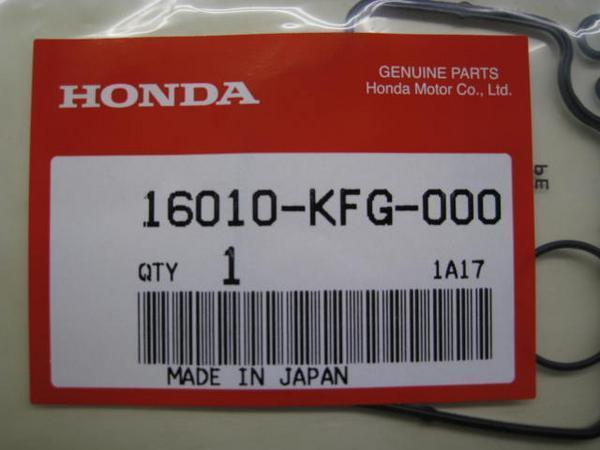 HONDA
GENUINE PARTS
Honda Motor Co., Ltd.
16010-KFG-000
QTY 1 1A17
MADE IN JAPAN